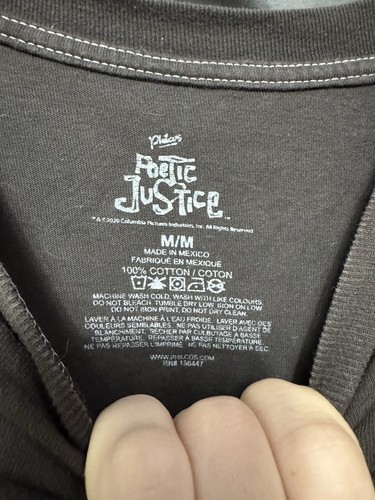 Philcos
Poetic
Justice™
™ & ©2020 Columbia Pictures Industries, Inc. All Rights Reserved
M/M
MADE IN MEXICO
FABRIQUÉ EN MEXIQUE
100% COTTON / COTON
MACHINE WASH COLD, WASH WITH LIKE COLOURS,
DO NOT BLEACH. TUMBLE DRY LOW. IRON ON LOW
DO NOT IRON PRINT, DO NOT DRY CLEAN.
LAVER À LA MACHINE À L'EAU FROIDE. LAVER AVEC DES
COULEURS SEMBLABLES. NE PAS UTILISER D'AGENT DE
BLANCHIMENT. SÉCHER PAR CULBUTAGE À BASSE
TEMPÉRATURE. REPASSER À BASSE TEMPÉRATURE. NE
PAS REPASSER L'IMPRIMÉ. NE PAS NETTOYER À SEC.
WWW.PHILCOS.COM
RN# 156447